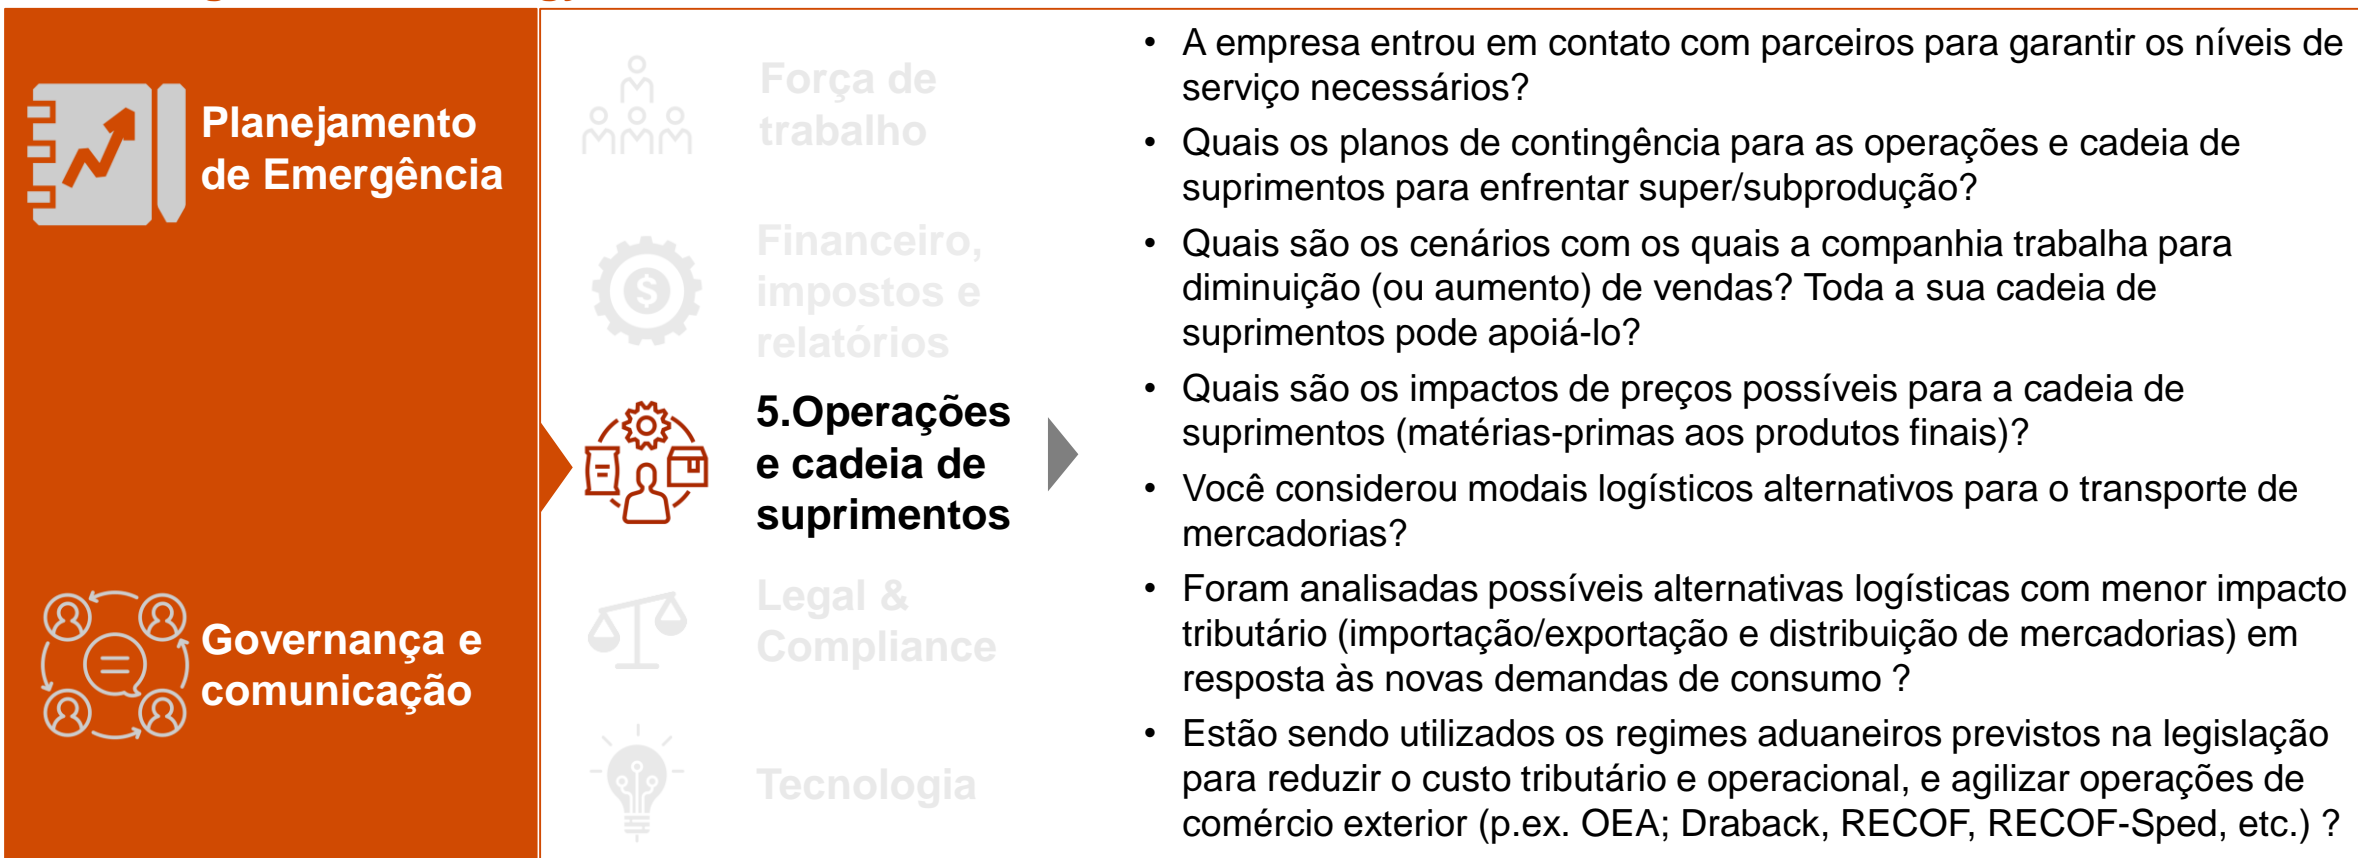 Planejamento
de Emergência
Governança e
comunicação
Força de
trabalho
Financeiro,
impostos e
relatórios
5.Operações
e cadeia de
suprimentos
Legal &
Compliance
Tecnologia
• A empresa entrou em contato com parceiros para garantir os níveis de
serviço necessários?
• Quais os planos de contingência para as operações e cadeia de
suprimentos para enfrentar super/subprodução?
• Quais são os cenários com os quais a companhia trabalha para
diminuição (ou aumento) de vendas? Toda a sua cadeia de
suprimentos pode apoiá-lo?
• Quais são os impactos de preços possíveis para a cadeia de
suprimentos (matérias-primas aos produtos finais)?
• Você considerou modais logísticos alternativos para o transporte de
mercadorias?
• Foram analisadas possíveis alternativas logísticas com menor impacto
tributário (importação/exportação e distribuição de mercadorias) em
resposta às novas demandas de consumo ?
• Estão sendo utilizados os regimes aduaneiros previstos na legislação
para reduzir o custo tributário e operacional, e agilizar operações de
comércio exterior (p.ex. OEA; Draback, RECOF, RECOF-Sped, etc.) ?